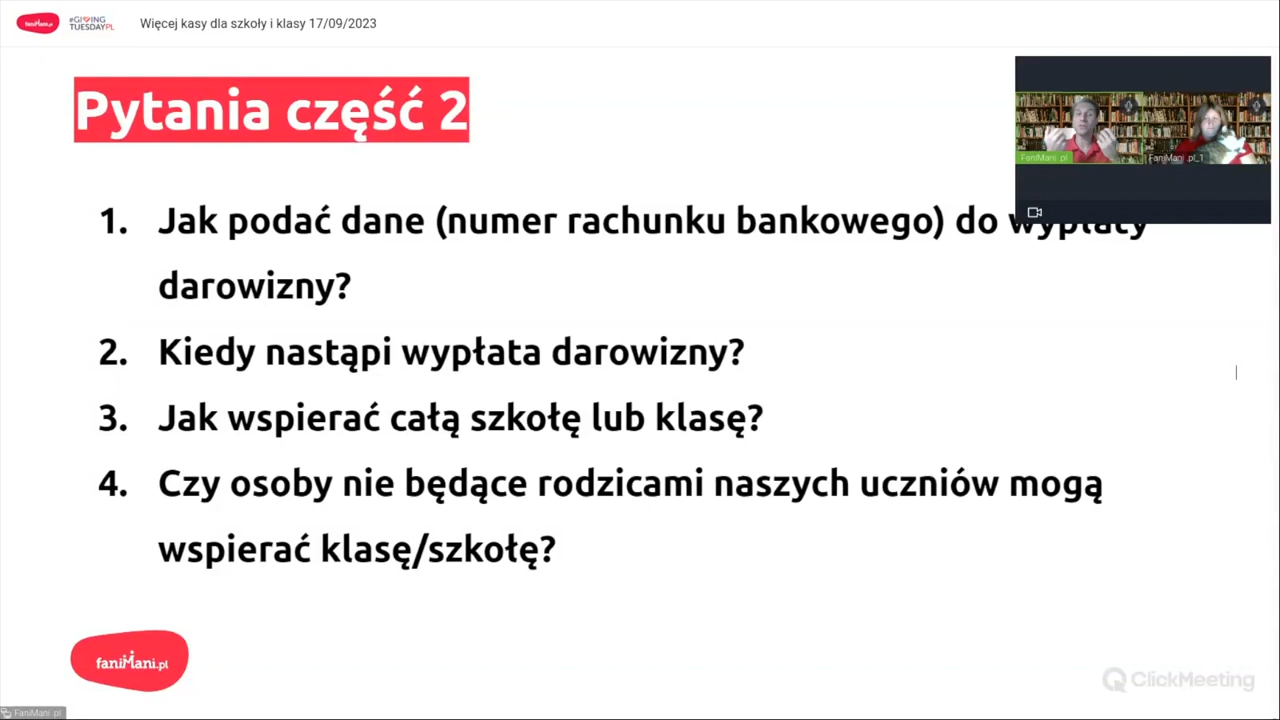 faniMani.pl
#GIVING
TUESDAYPL
Więcej kasy dla szkoły i klasy 17/09/2023
Pytania część 2
FaniMani .pl
FaniMani .pl_1
1. Jak podać dane (numer rachunku bankowego) do wypłaty
darowizny?
2. Kiedy nastąpi wypłata darowizny?
3. Jak wspierać całą szkołę lub klasę?
4. Czy osoby nie będące rodzicami naszych uczniów mogą
wspierać klasę/szkołę?
faniMani.pl
ClickMeeting
FaniMani .pl